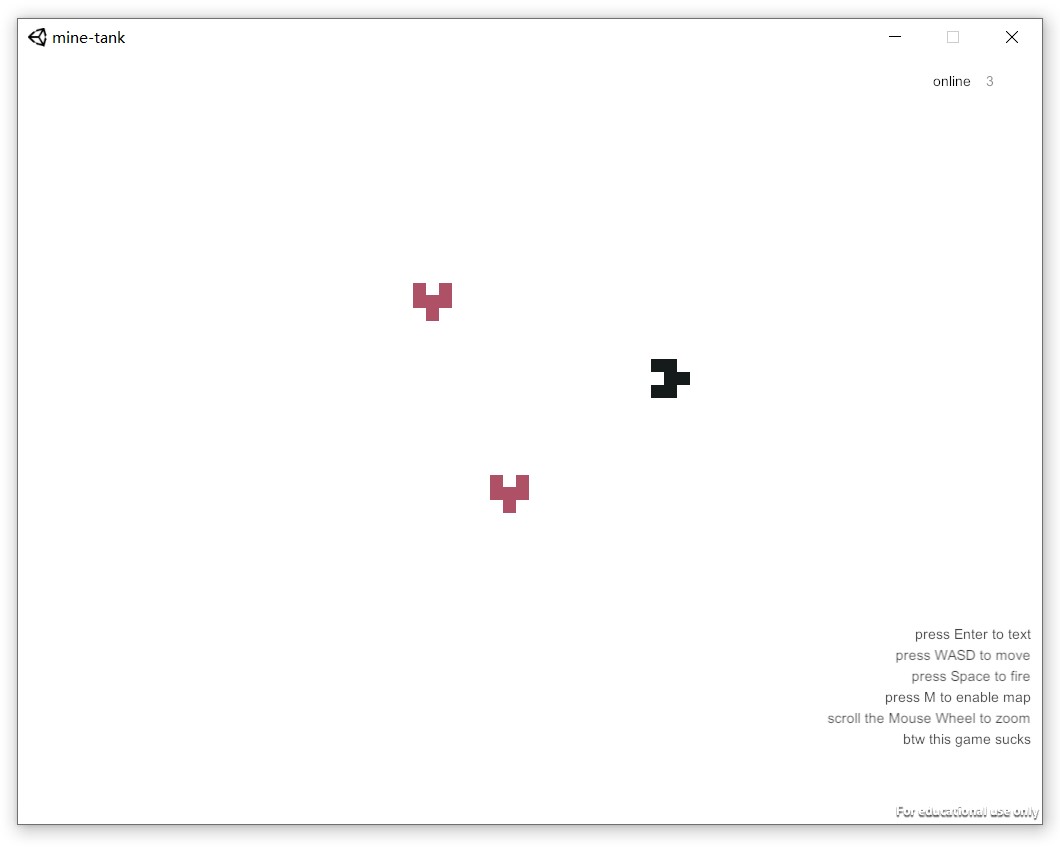 mine-tank
online 3
press Enter to text
press WASD to move
press Space to fire
press M to enable map
scroll the Mouse Wheel to zoom
btw this game sucks
For educational use only